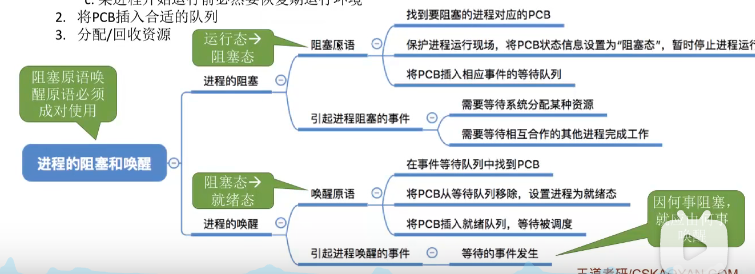 c. 某进程开始运行前必然要恢复期运行环境
2. 将PCB插入合适的队列
3. 分配/回收资源
运行态→
阻塞态
阻塞原语唤
醒原语必须
成对使用
进程的阻塞和唤醒
进程的阻塞
阻塞原语
找到要阻塞的进程对应的PCB
保护进程运行现场，将PCB状态信息设置为“阻塞态”，暂时停止进程运行
将PCB插入相应事件的等待队列
引起进程阻塞的事件
需要等待系统分配某种资源
需要等待相互合作的其他进程完成工作
阻塞态→
就绪态
进程的唤醒
唤醒原语
在事件等待队列中找到PCB
将PCB从等待队列移除，设置进程为就绪态
将PCB插入就绪队列，等待被调度
引起进程唤醒的事件
等待的事件发生
因何事阻塞，
就应由何事
唤醒
王道考研/CSKAOYAN.COM